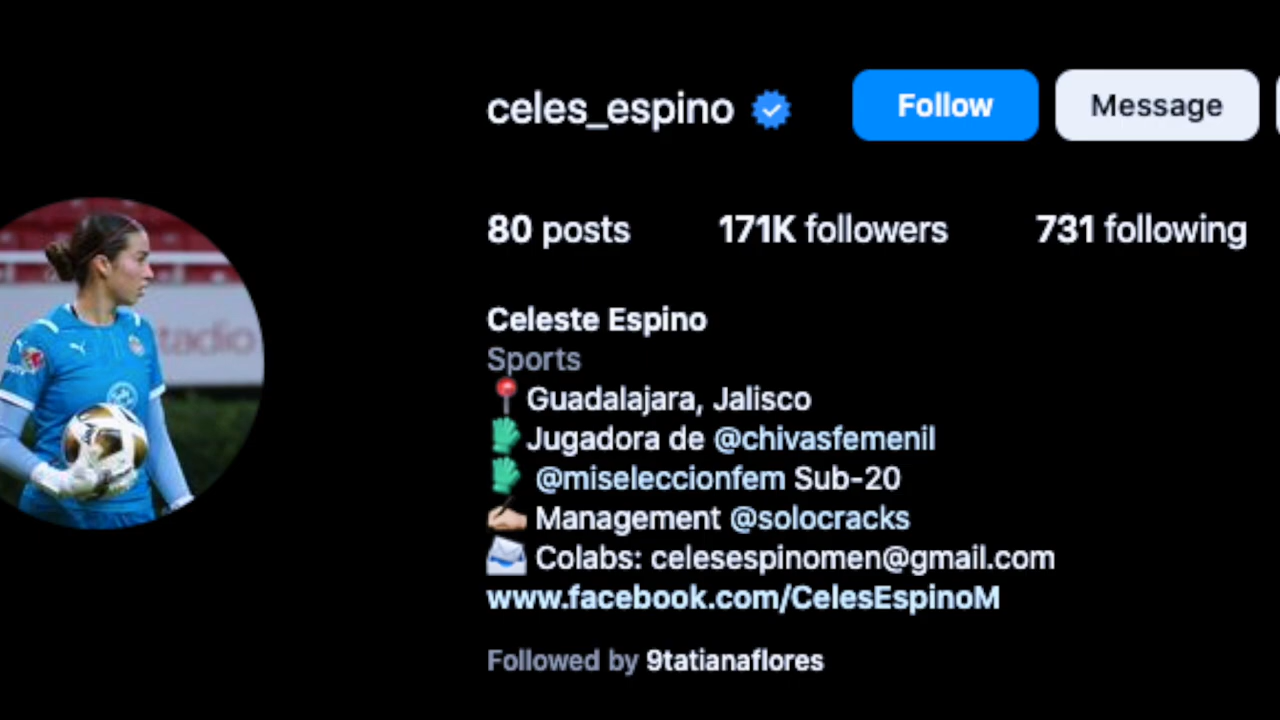 celes_espino Follow Message
80 posts 171K followers 731 following
Celeste Espino
Sports
Guadalajara, Jalisco
Jugadora de @chivasfemenil
@miseleccionfem Sub-20
Management @solocracks
Colabs: celesespinomen@gmail.com
www.facebook.com/CelesEspinoM
Followed by 9tatianaflores
tadio